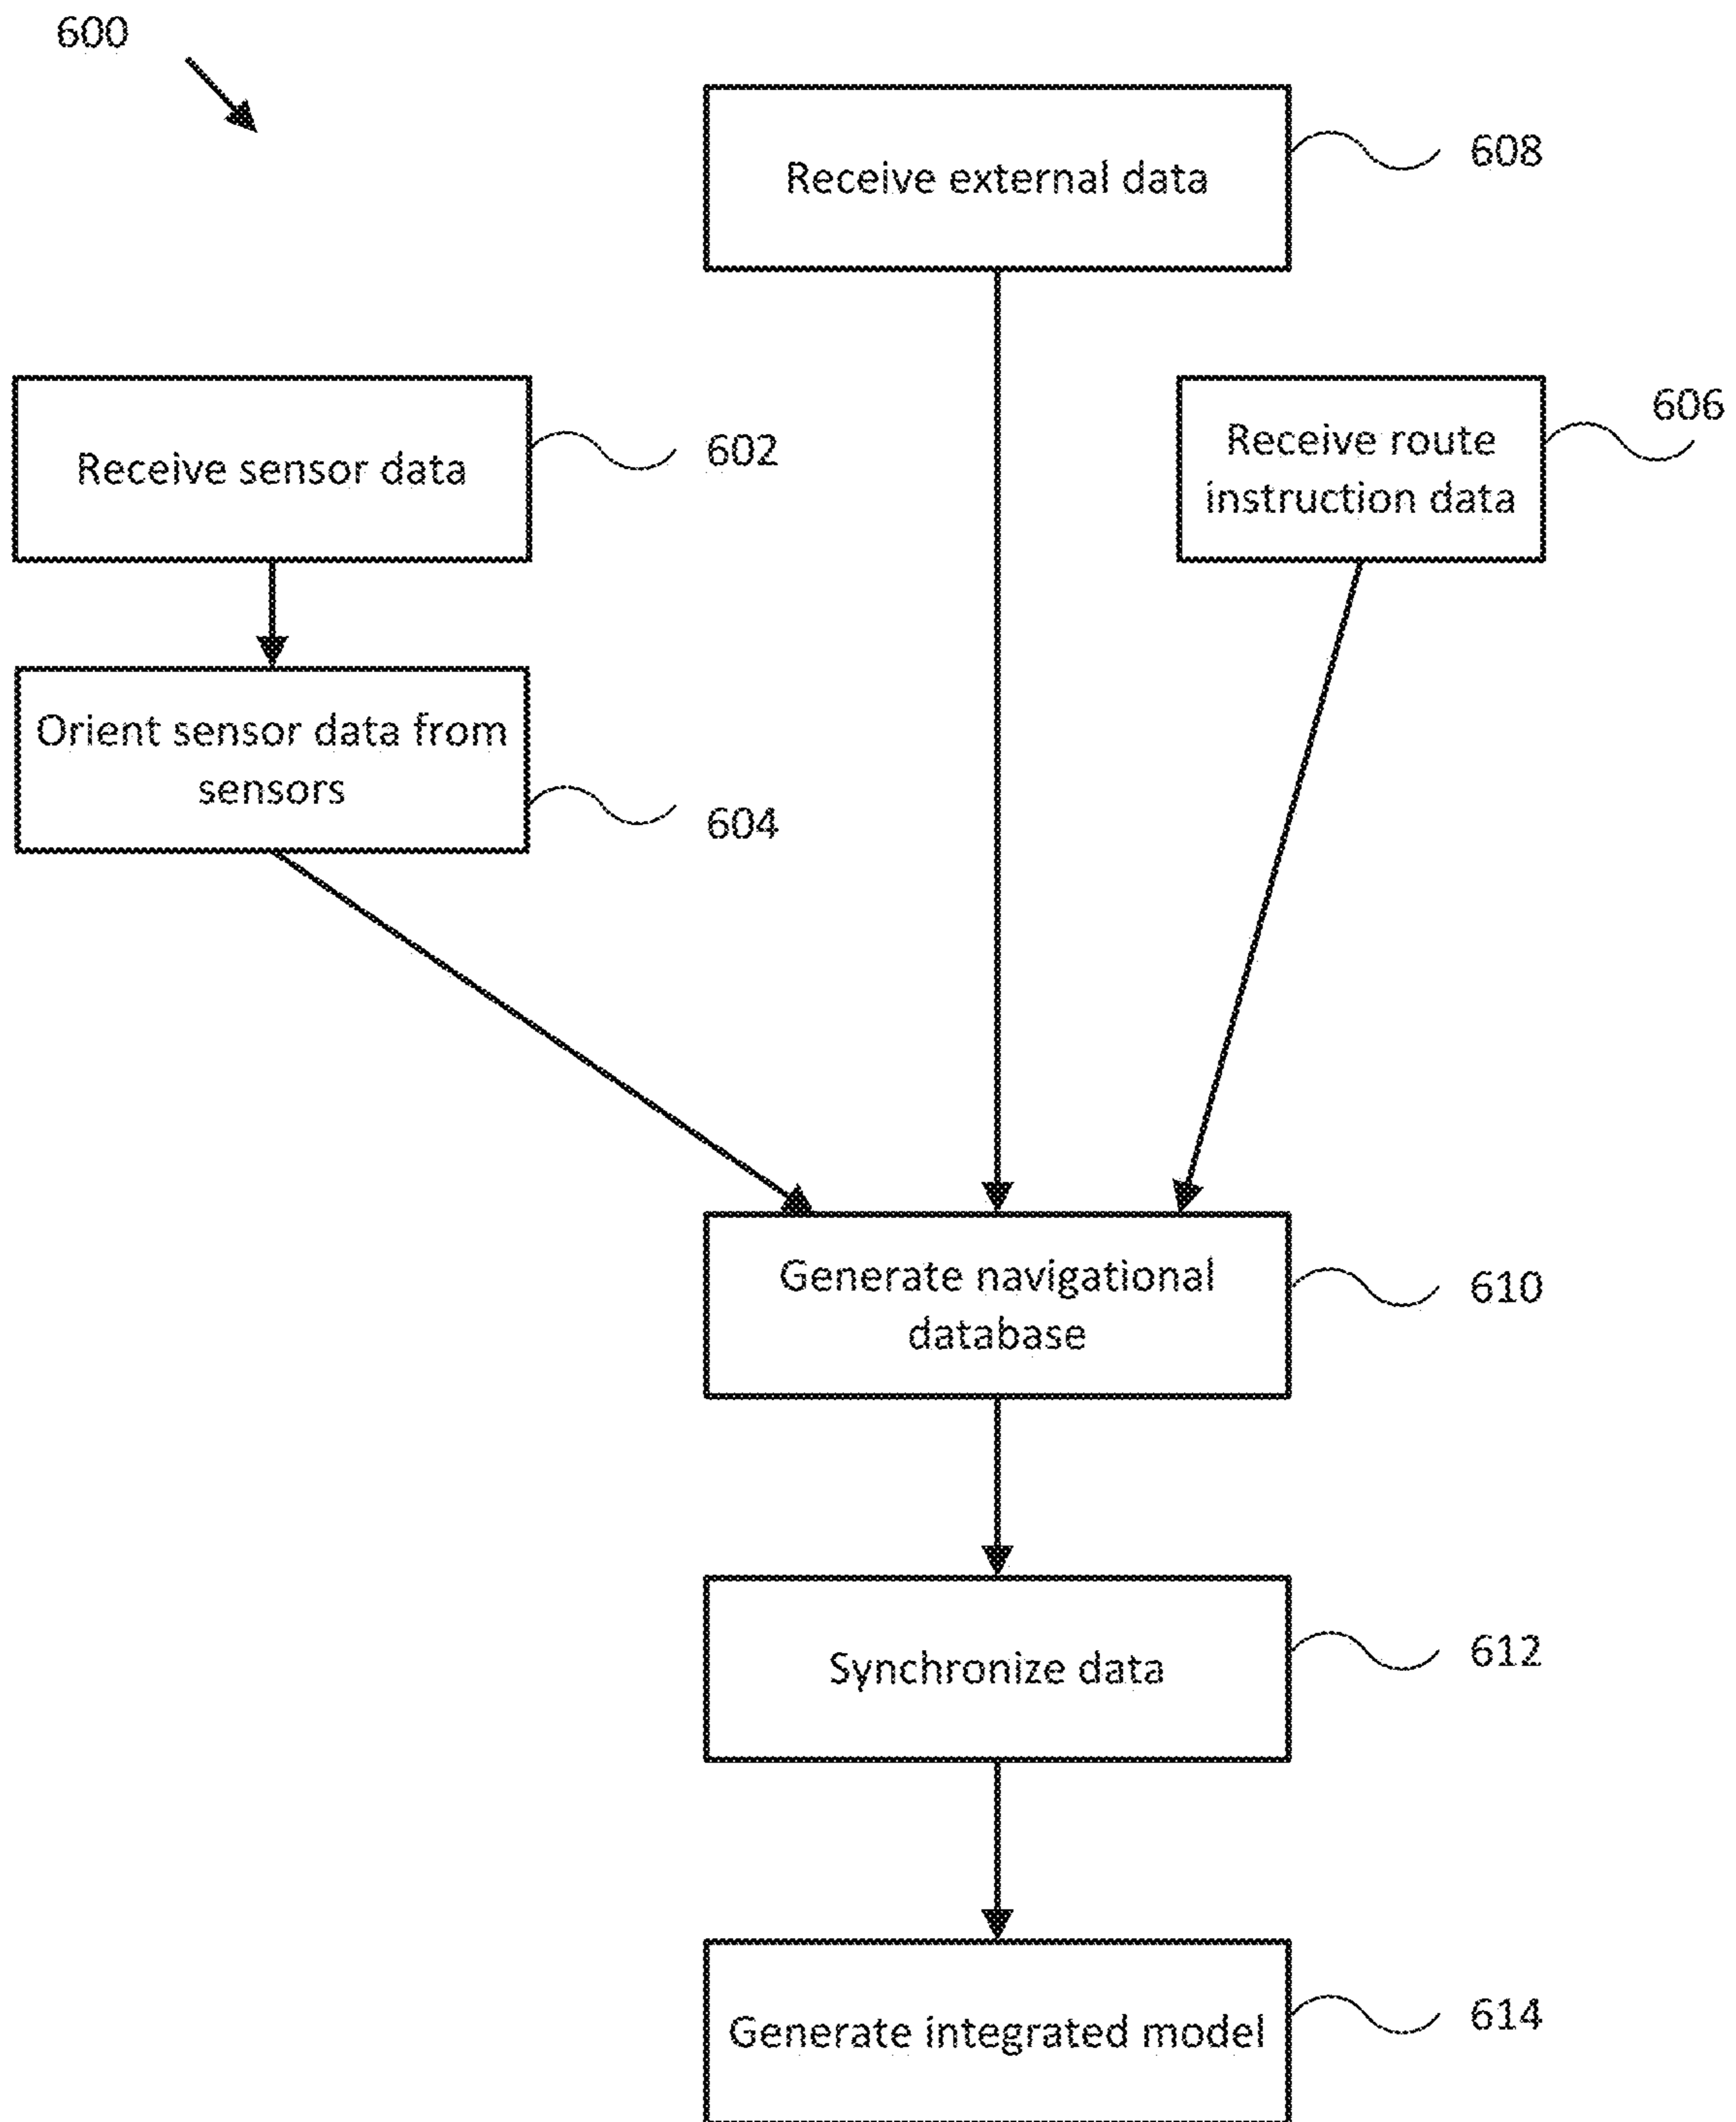 600
Receive external data
608
Receive sensor data
602
Receive route
instruction data
606
Orient sensor data from
sensors
604
Generate navigational
database
610
Synchronize data
612
Generate integrated model
614